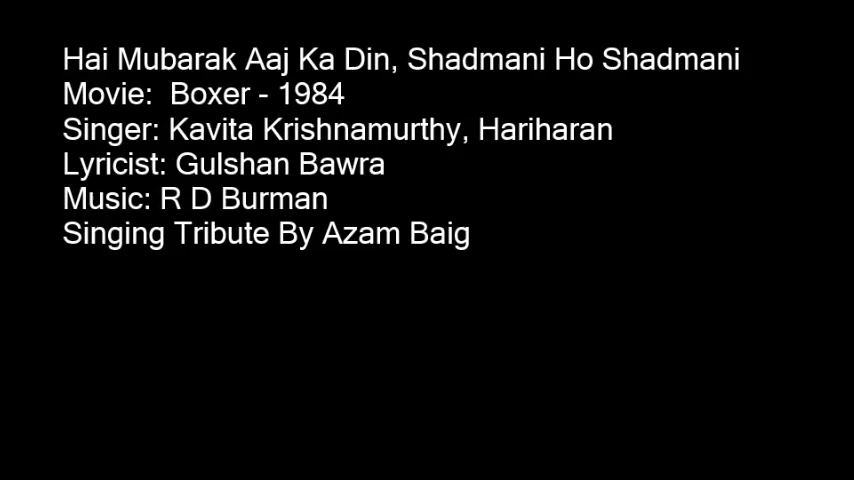 Hai Mubarak Aaj Ka Din, Shadmani Ho Shadmani
Movie:  Boxer - 1984
Singer: Kavita Krishnamurthy, Hariharan
Lyricist: Gulshan Bawra
Music: R D Burman
Singing Tribute By Azam Baig